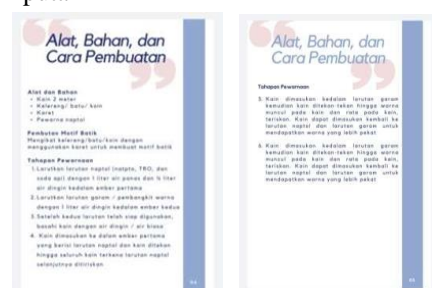 Alat, Bahan, dan
Cara Pembuatan
Alat dan Bahan
- Kain 2 meter
- Kelereng/ batu/ koin
- Karet
- Pewarna naptol
Pembuatan Motif Batik
Mengikat kelereng/batu/koin dengan
menggunakan karet untuk membuat motif batik
Tahapan Pewarnaan
1. Larutkan larutan naptol (naptp, TRO, dan
soda api) dengan 1 liter air panas dan ½ liter
air dingin kedalam ember pertama
2. Larutkan larutan garam / pembangkit warna
dengan 1 liter air dingin kedalam ember kedua
3. Setelah kedua larutan telah siap digunakan,
basahi kain dengan air dingin / air biasa
4. Kain dimasukan ke dalam ember pertama
yang berisi larutan naptol dan kain ditekan
hingga seluruh kain terkena larutan naptol
selanjutnya ditiriskan
Alat, Bahan, dan
Cara Pembuatan
Tahapan Pewarnaan
5. Kain dimasukan kedalam larutan garam
kemudian kain ditekan-tekan hingga warna
muncul pada kain dan rata pada kain,
tiriskan. Kain dapat dimasukan kembali ke
larutan naptol dan larutan garam untuk
mendapatkan warna yang lebih pekat
6. Kain dimasukan kedalam larutan garam
kemudian kain ditekan-tekan hingga warna
muncul pada kain dan rata pada kain,
tiriskan. Kain dapat dimasukan kembali ke
larutan naptol dan larutan garam untuk
mendapatkan warna yang lebih pekat